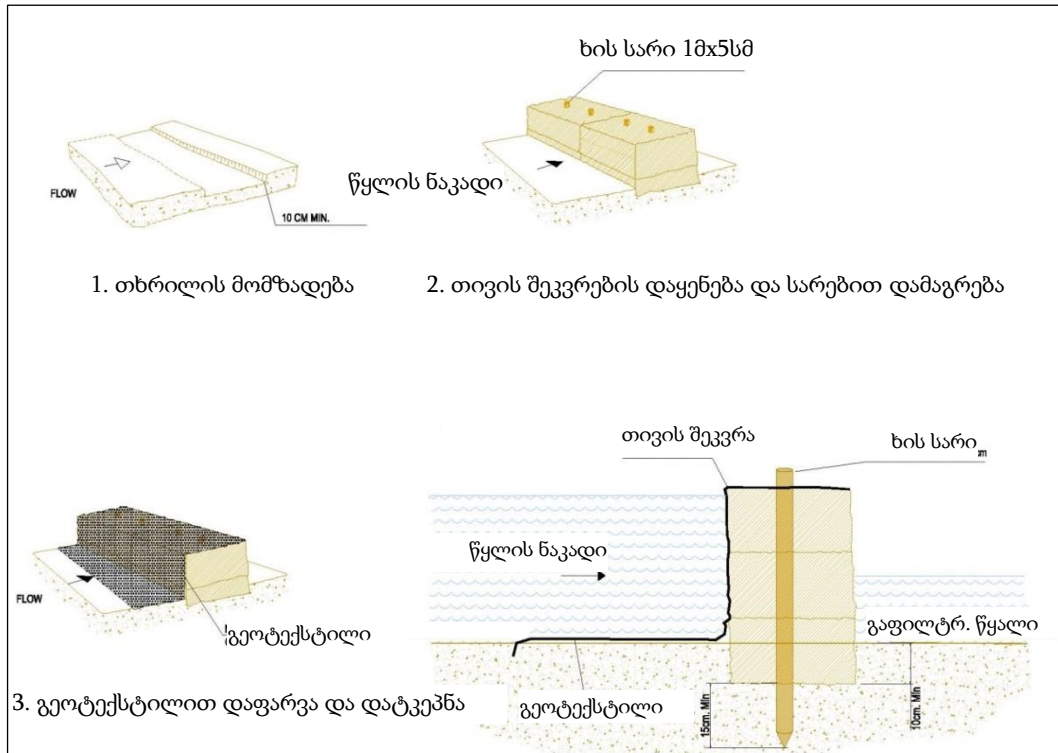 ხის სარი 1მx5სმ
FLOW
წყლის ნაკადი
10 CM MIN.
1. თხრილის მომზადება
2. თივის შეკვრების დაყენება და სარებით დამაგრება
თივის შეკვრა
ხის სარი
წყლის ნაკადი
FLOW
გეოტექსტილი
გაფილტრ. წყალი
3. გეოტექსტილით დაფარვა და დატკეპნა
გეოტექსტილი
15cm. Min
10cm. Min